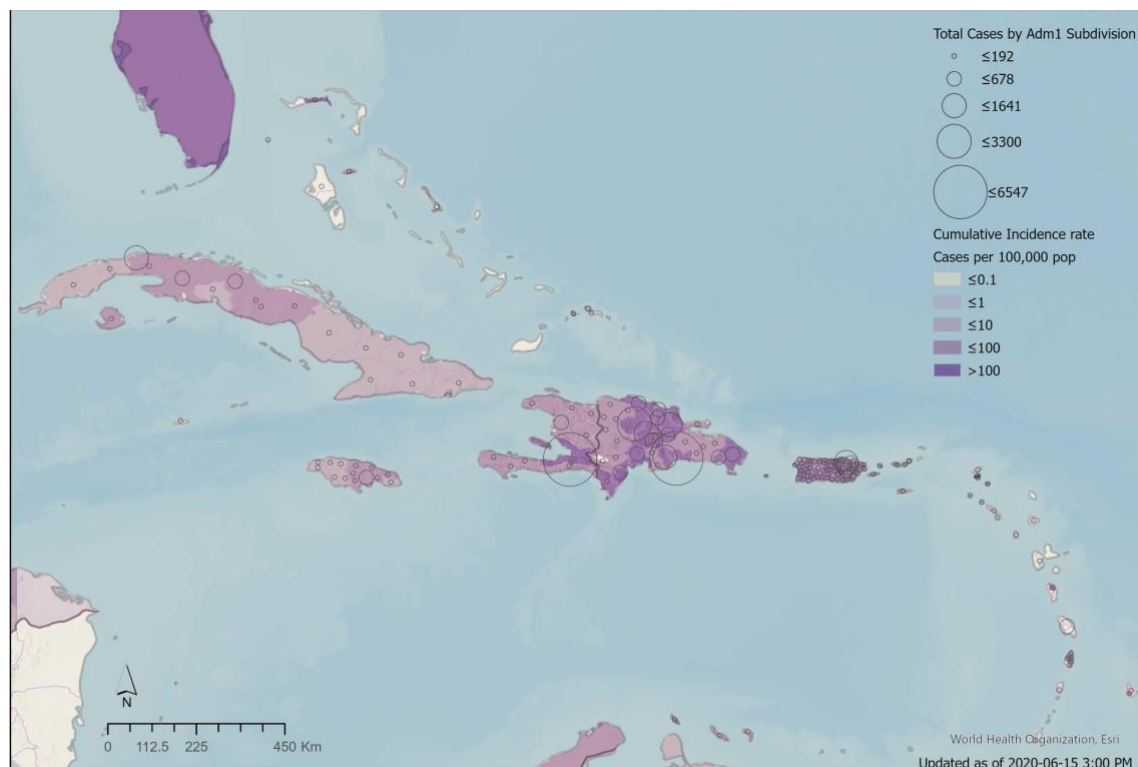 Total Cases by Adm1 Subdivision
≤192
≤678
≤1641
≤3300
≤6547
Cumulative Incidence rate
Cases per 100,000 pop
≤0.1
≤1
≤10
≤100
>100
N
0 112.5 225 450 Km
World Health Organization, Esri
Updated as of 2020-06-15 3:00 PM